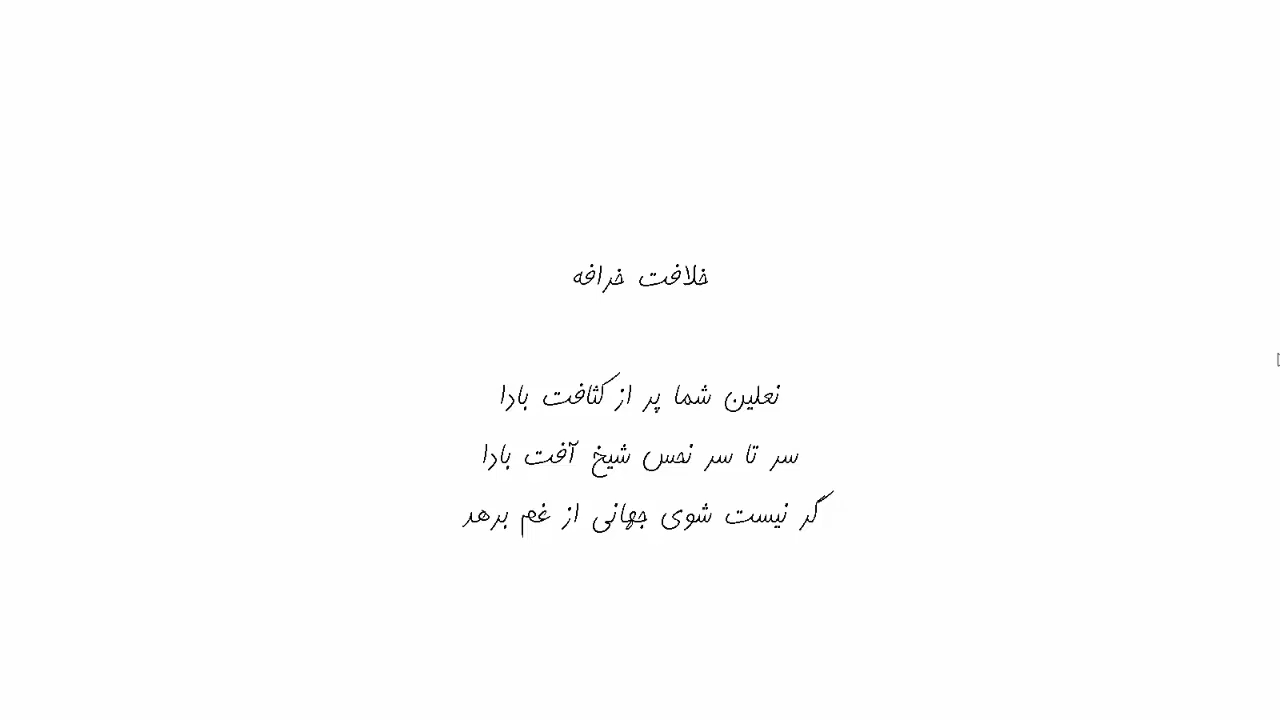 خلافت خرافه
نعلین شما پر از کثافت بادا
سر تا سر نحس شیخ آفت بادا
گر نیست شوی جهانی از غم برهد